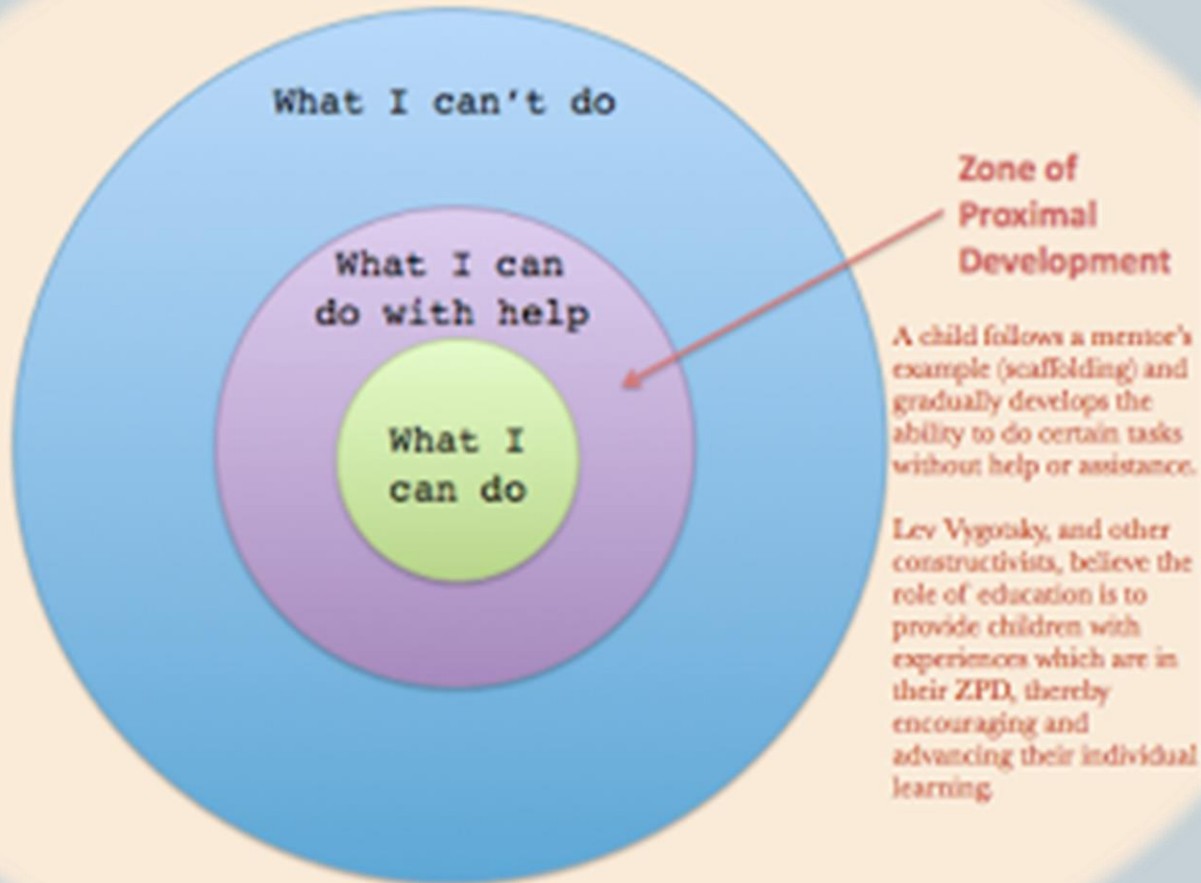 What I can't do
What I can
do with help
What I
can do
Zone of
Proximal
Development
A child follows a mentor's
example (scaffolding) and
gradually develops the
ability to do certain tasks
without help or assistance.
Lev Vygotsky, and other
constructivists, believe the
role of education is to
provide children with
experiences which are in
their ZPD, thereby
encouraging and
advancing their individual
learning.